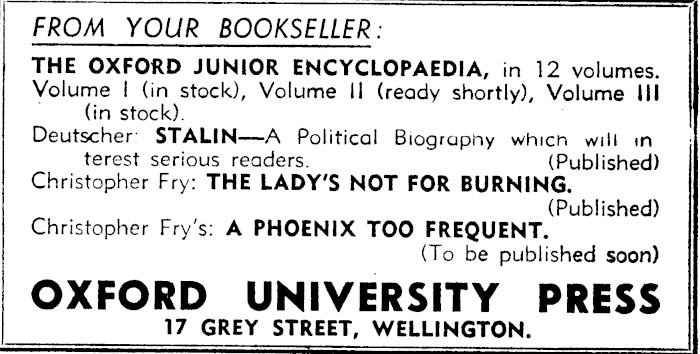 FROM YOUR BOOKSELLER:
THE OXFORD JUNIOR ENCYCLOPAEDIA, in 12 volumes.
Volume I (in stock), Volume II (ready shortly), Volume III
(in stock).
Deutscher: STALIN—A Political Biography which will in
terest serious readers. (Published)
Christopher Fry: THE LADY'S NOT FOR BURNING.
(Published)
Christopher Fry's: A PHOENIX TOO FREQUENT.
(To be published soon)
OXFORD UNIVERSITY PRESS
17 GREY STREET, WELLINGTON.